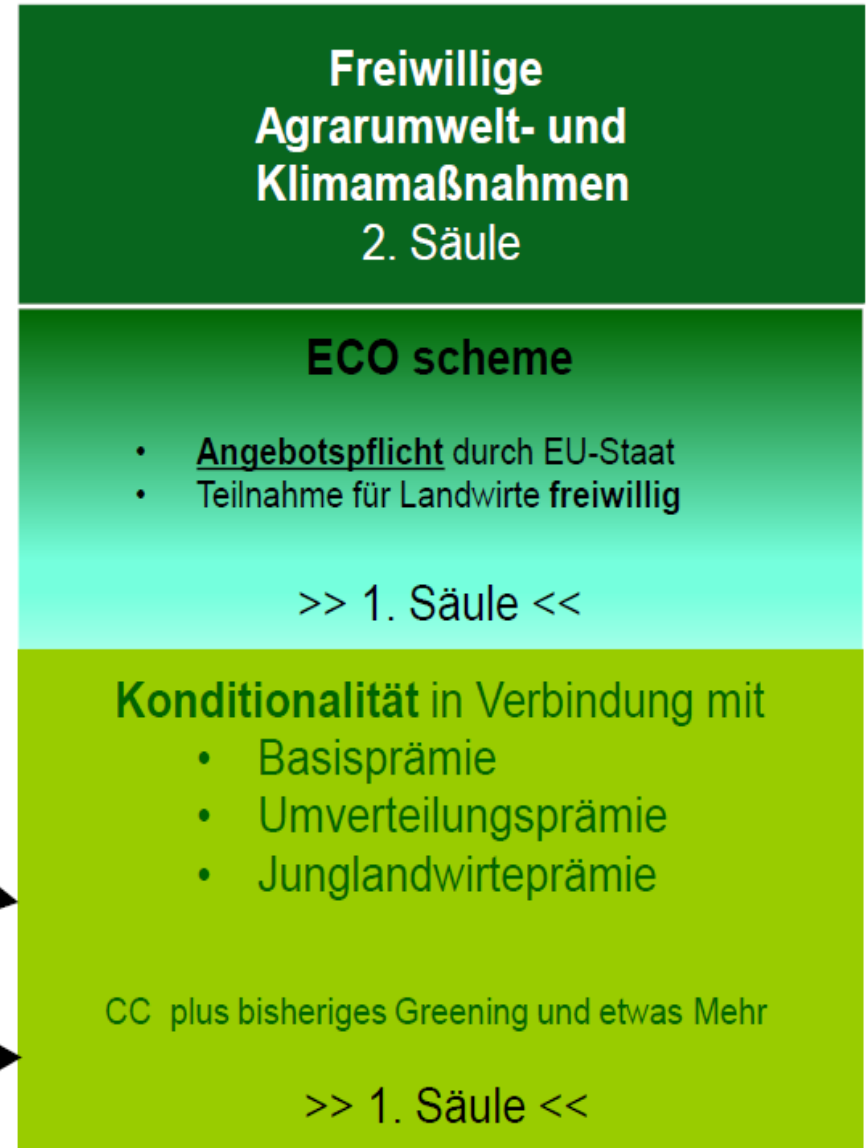 Freiwillige
Agrarumwelt- und
Klimamaßnahmen
2. Säule
ECO scheme
• Angebotspflicht durch EU-Staat
• Teilnahme für Landwirte freiwillig
>> 1. Säule <<
Konditionalität in Verbindung mit
• Basisprämie
• Umverteilungsprämie
• Junglandwirteprämie
CC plus bisheriges Greening und etwas Mehr
>> 1. Säule <<